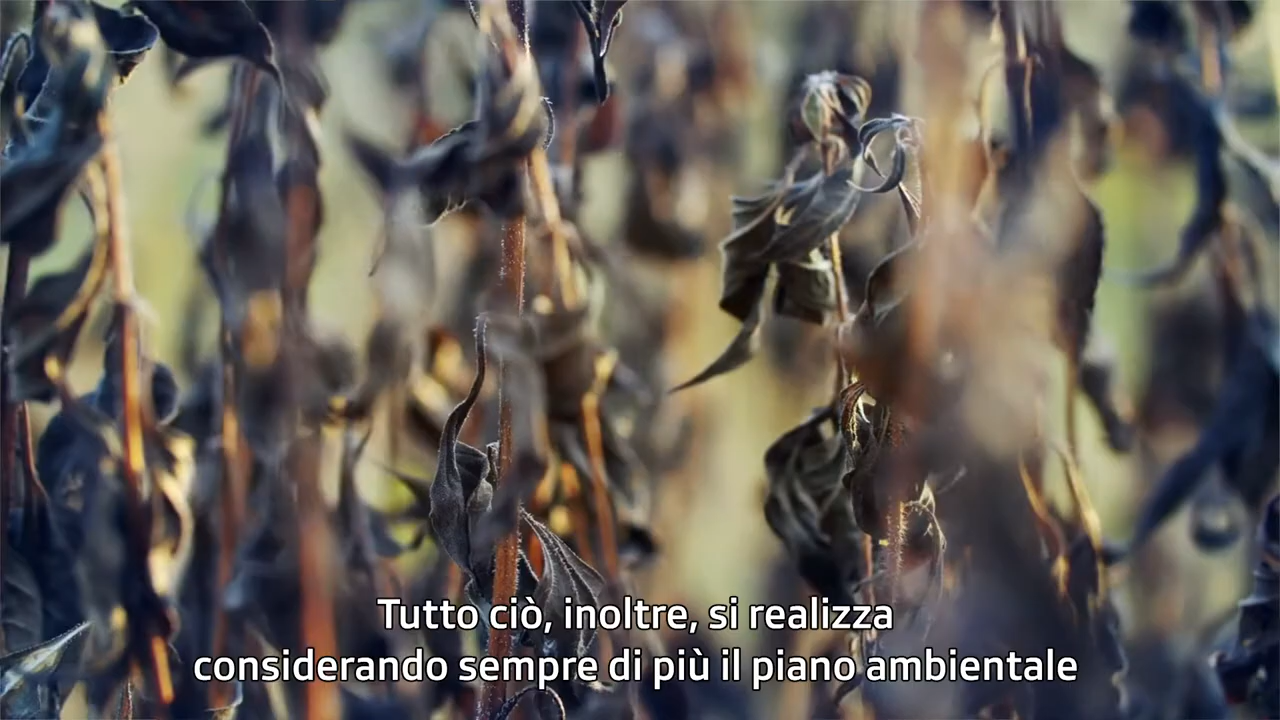 Tutto ciò, inoltre, si realizza
considerando sempre di più il piano ambientale